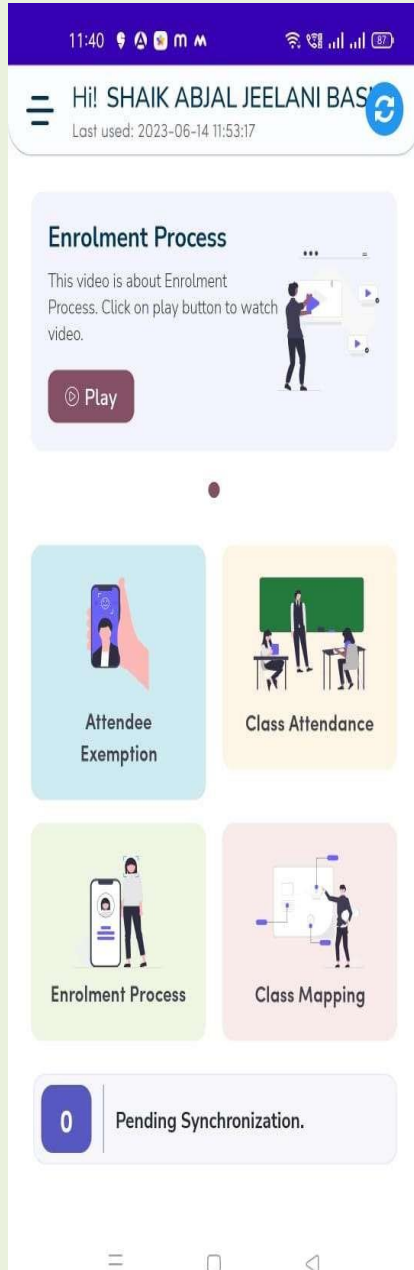 11:40
87
Hi! SHAIK ABJAL JEELANI
Last used: 2023-06-14 11:53:17
Enrolment Process
This video is about Enrolment
Process. Click on play button to watch
video.
Play
Attendee
Exemption
Class Attendance
Enrolment Process
Class Mapping
0
Pending Synchronization.